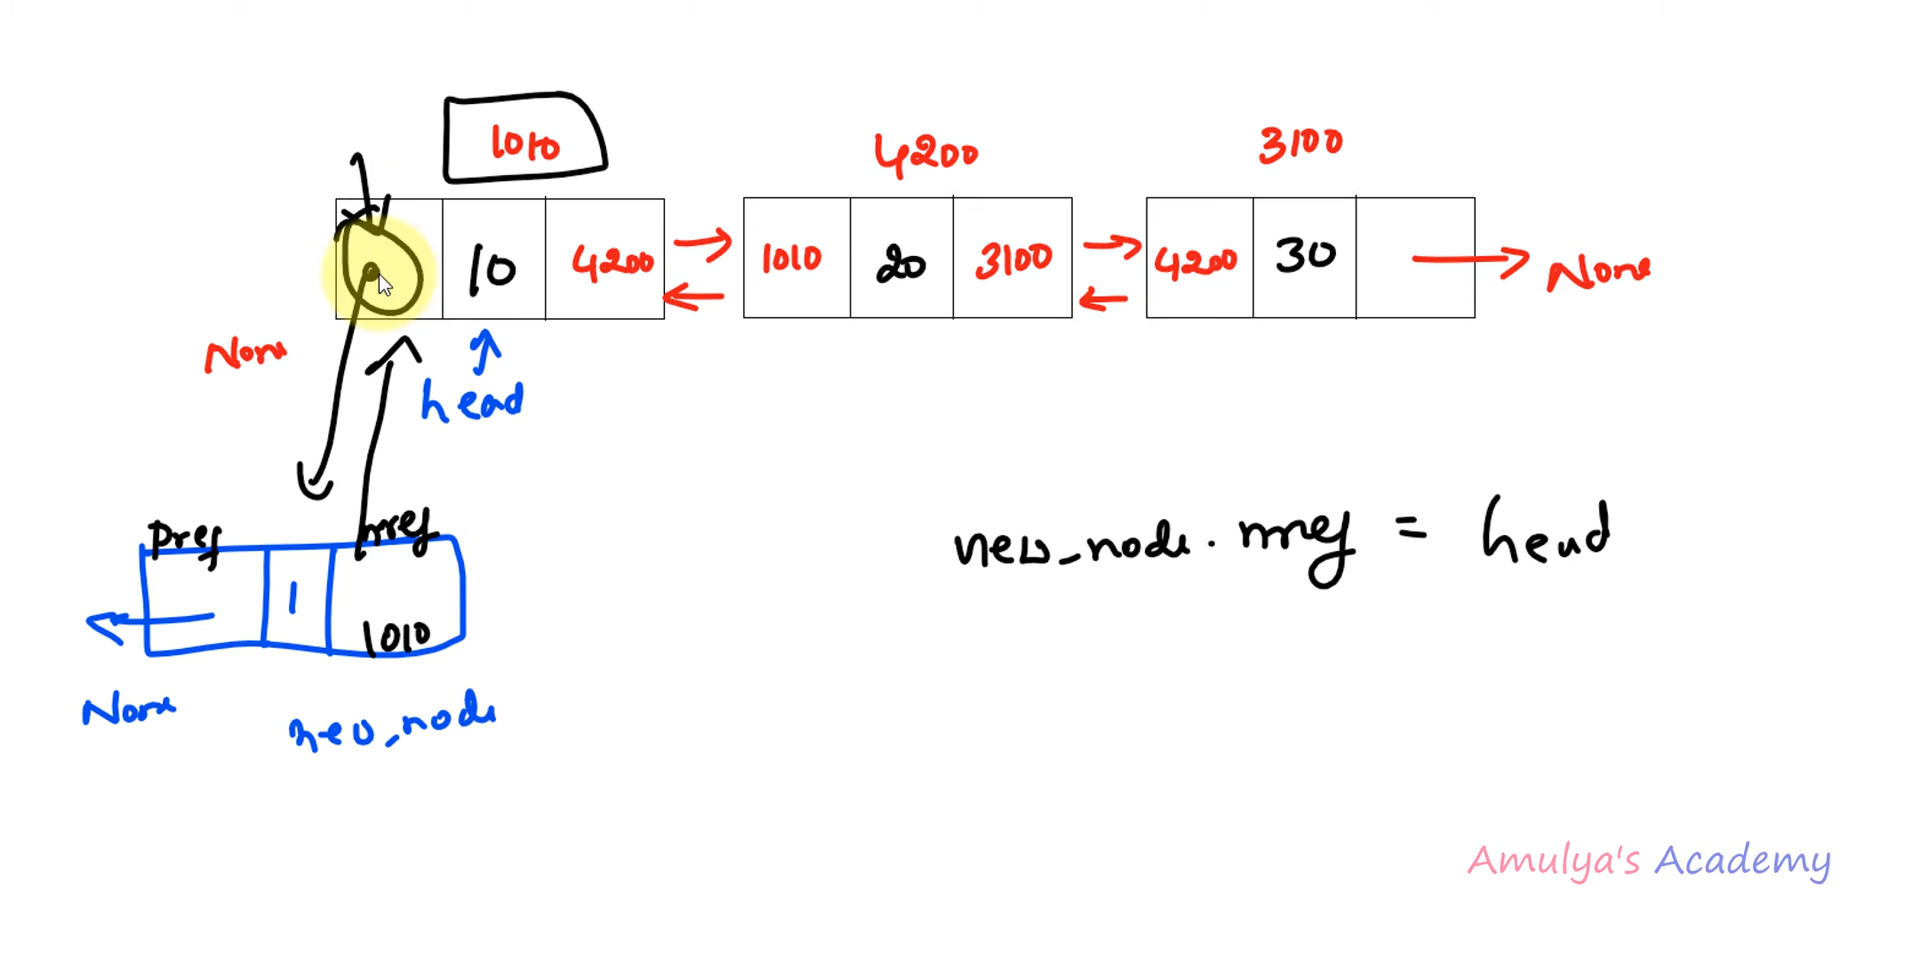 1010
4200
3100
10
4200
1010
20
3100
4200
30
None
None
head
pref
nref
new_node.nref = head
1
1010
None
new_node
Amulya's Academy